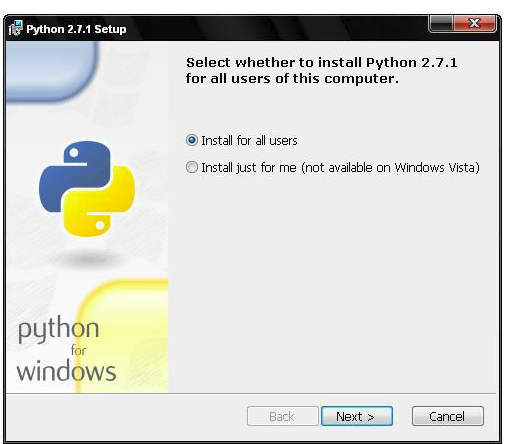 Python 2.7.1 Setup
Select whether to install Python 2.7.1
for all users of this computer.
Install for all users
Install just for me (not available on Windows Vista)
python
for
windows
Back
Next >
Cancel